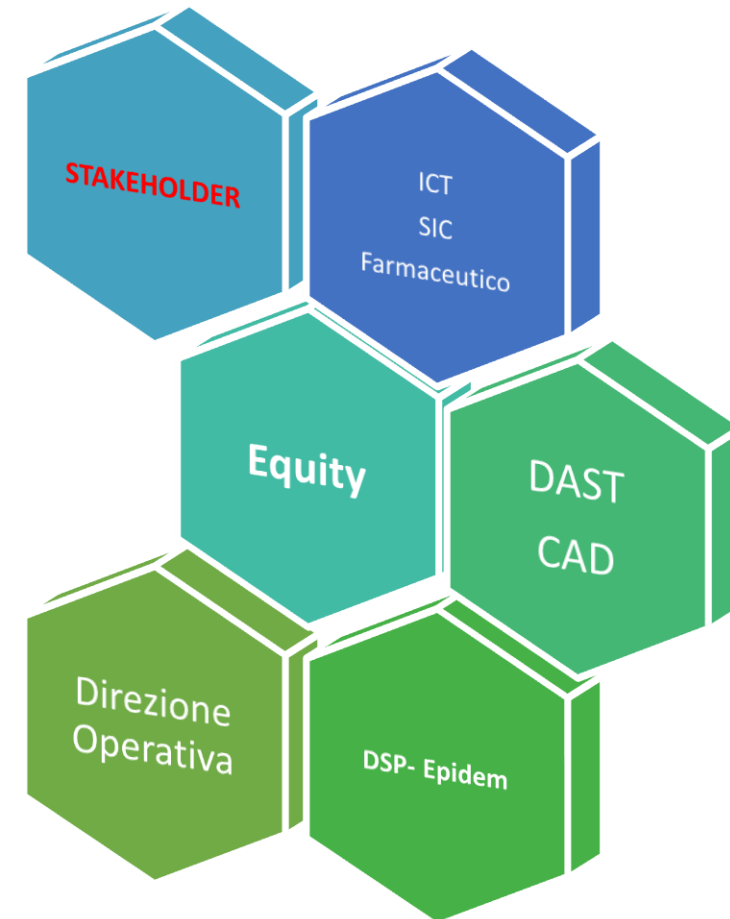 STAKEHOLDER
ICT
SIC
Farmaceutico
Equity
DAST
CAD
Direzione
Operativa
DSP- Epidem